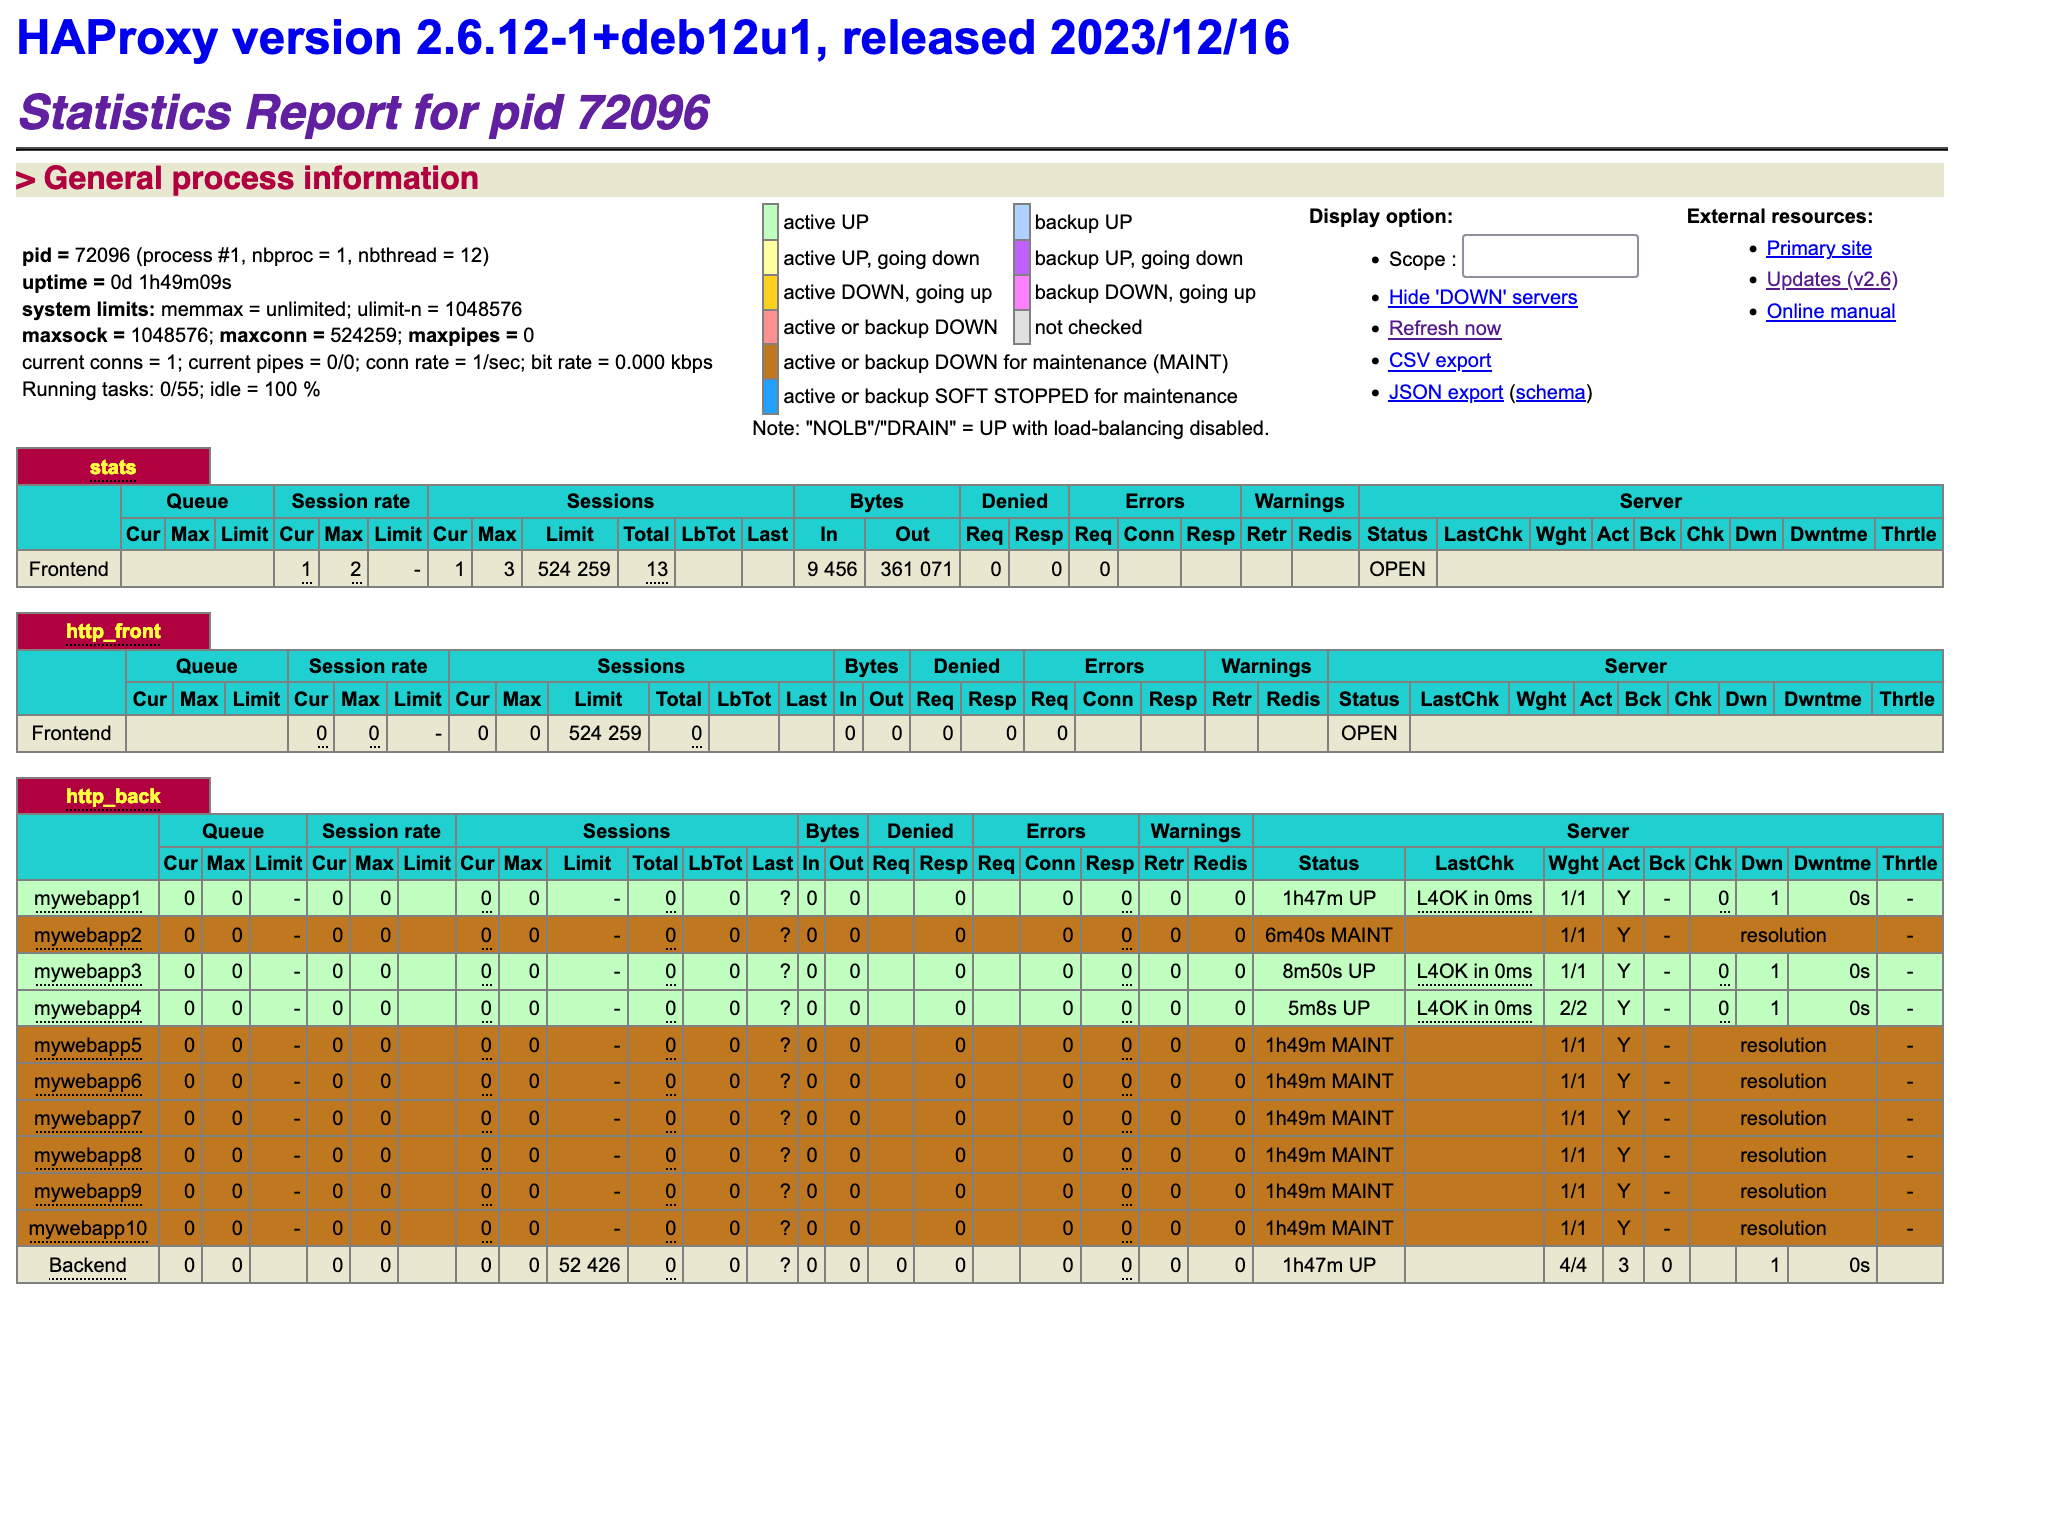 HAProxy version 2.6.12-1+deb12u1, released 2023/12/16
Statistics Report for pid 72096
> General process information
pid = 72096 (process #1, nbproc = 1, nbthread = 12)
uptime = 0d 1h49m09s
system limits: memmax = unlimited; ulimit-n = 1048576
maxsock = 1048576; maxconn = 524259; maxpipes = 0
current conns = 1; current pipes = 0/0; conn rate = 1/sec; bit rate = 0.000 kbps
Running tasks: 0/55; idle = 100 %
active UP backup UP
active UP, going down backup UP, going down
active DOWN, going up backup DOWN, going up
active or backup DOWN not checked
active or backup DOWN for maintenance (MAINT)
active or backup SOFT STOPPED for maintenance
Note: "NOLB"/"DRAIN" = UP with load-balancing disabled.
Display option:
• Scope :
• Hide 'DOWN' servers
• Refresh now
• CSV export
• JSON export (schema)
External resources:
• Primary site
• Updates (v2.6)
• Online manual
stats
Queue Session rate Sessions Bytes Denied Errors Warnings Server
Cur Max Limit Cur Max Limit Cur Max Limit Total LbTot Last In Out Req Resp Req Conn Resp Retr Redis Status LastChk Wght Act Bck Chk Dwn Dwntme Thrtle
Frontend 1 2 - 1 3 524 259 13 9 456 361 071 0 0 0 OPEN
http_front
Queue Session rate Sessions Bytes Denied Errors Warnings Server
Cur Max Limit Cur Max Limit Cur Max Limit Total LbTot Last In Out Req Resp Req Conn Resp Retr Redis Status LastChk Wght Act Bck Chk Dwn Dwntme Thrtle
Frontend 0 0 - 0 0 524 259 0 0 0 0 0 0 OPEN
http_back
Queue Session rate Sessions Bytes Denied Errors Warnings Server
Cur Max Limit Cur Max Limit Cur Max Limit Total LbTot Last In Out Req Resp Req Conn Resp Retr Redis Status LastChk Wght Act Bck Chk Dwn Dwntme Thrtle
mywebapp1 0 0 - 0 0 0 0 - 0 0 ? 0 0 0 0 0 0 0 1h47m UP L4OK in 0ms 1/1 Y - 0 1 0s -
mywebapp2 0 0 - 0 0 0 0 - 0 0 ? 0 0 0 0 0 0 0 6m40s MAINT 1/1 Y - resolution -
mywebapp3 0 0 - 0 0 0 0 - 0 0 ? 0 0 0 0 0 0 0 8m50s UP L4OK in 0ms 1/1 Y - 0 1 0s -
mywebapp4 0 0 - 0 0 0 0 - 0 0 ? 0 0 0 0 0 0 0 5m8s UP L4OK in 0ms 2/2 Y - 0 1 0s -
mywebapp5 0 0 - 0 0 0 0 - 0 0 ? 0 0 0 0 0 0 0 1h49m MAINT 1/1 Y - resolution -
mywebapp6 0 0 - 0 0 0 0 - 0 0 ? 0 0 0 0 0 0 0 1h49m MAINT 1/1 Y - resolution -
mywebapp7 0 0 - 0 0 0 0 - 0 0 ? 0 0 0 0 0 0 0 1h49m MAINT 1/1 Y - resolution -
mywebapp8 0 0 - 0 0 0 0 - 0 0 ? 0 0 0 0 0 0 0 1h49m MAINT 1/1 Y - resolution -
mywebapp9 0 0 - 0 0 0 0 - 0 0 ? 0 0 0 0 0 0 0 1h49m MAINT 1/1 Y - resolution -
mywebapp10 0 0 - 0 0 0 0 - 0 0 ? 0 0 0 0 0 0 0 1h49m MAINT 1/1 Y - resolution -
Backend 0 0 0 0 0 0 52 426 0 0 ? 0 0 0 0 0 0 0 0 1h47m UP 4/4 3 0 1 0s